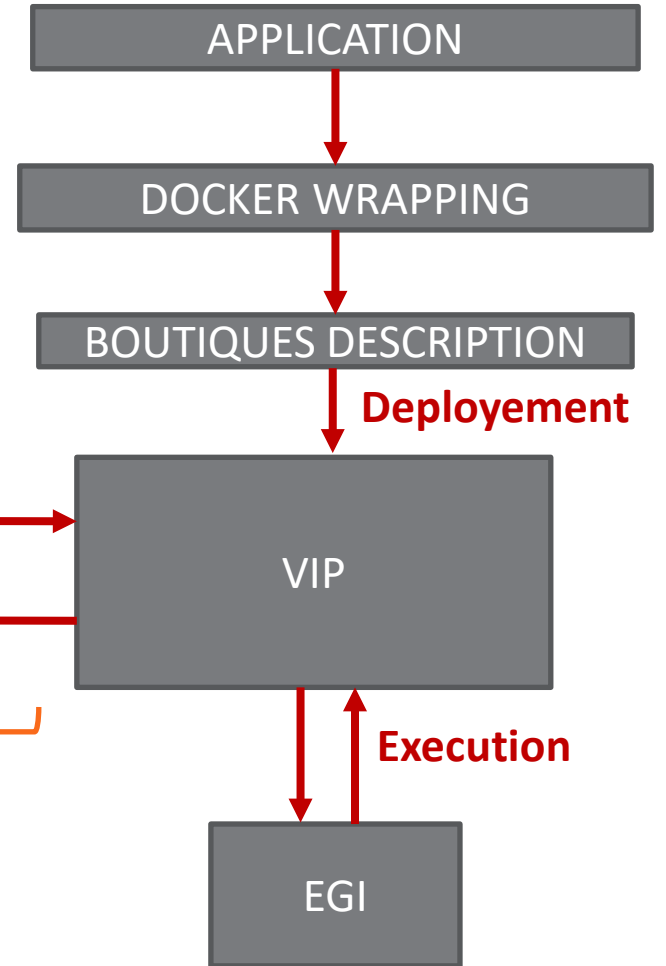 APPLICATION
DOCKER WRAPPING
BOUTIQUES DESCRIPTION
Deployement
VIP
Execution
EGI